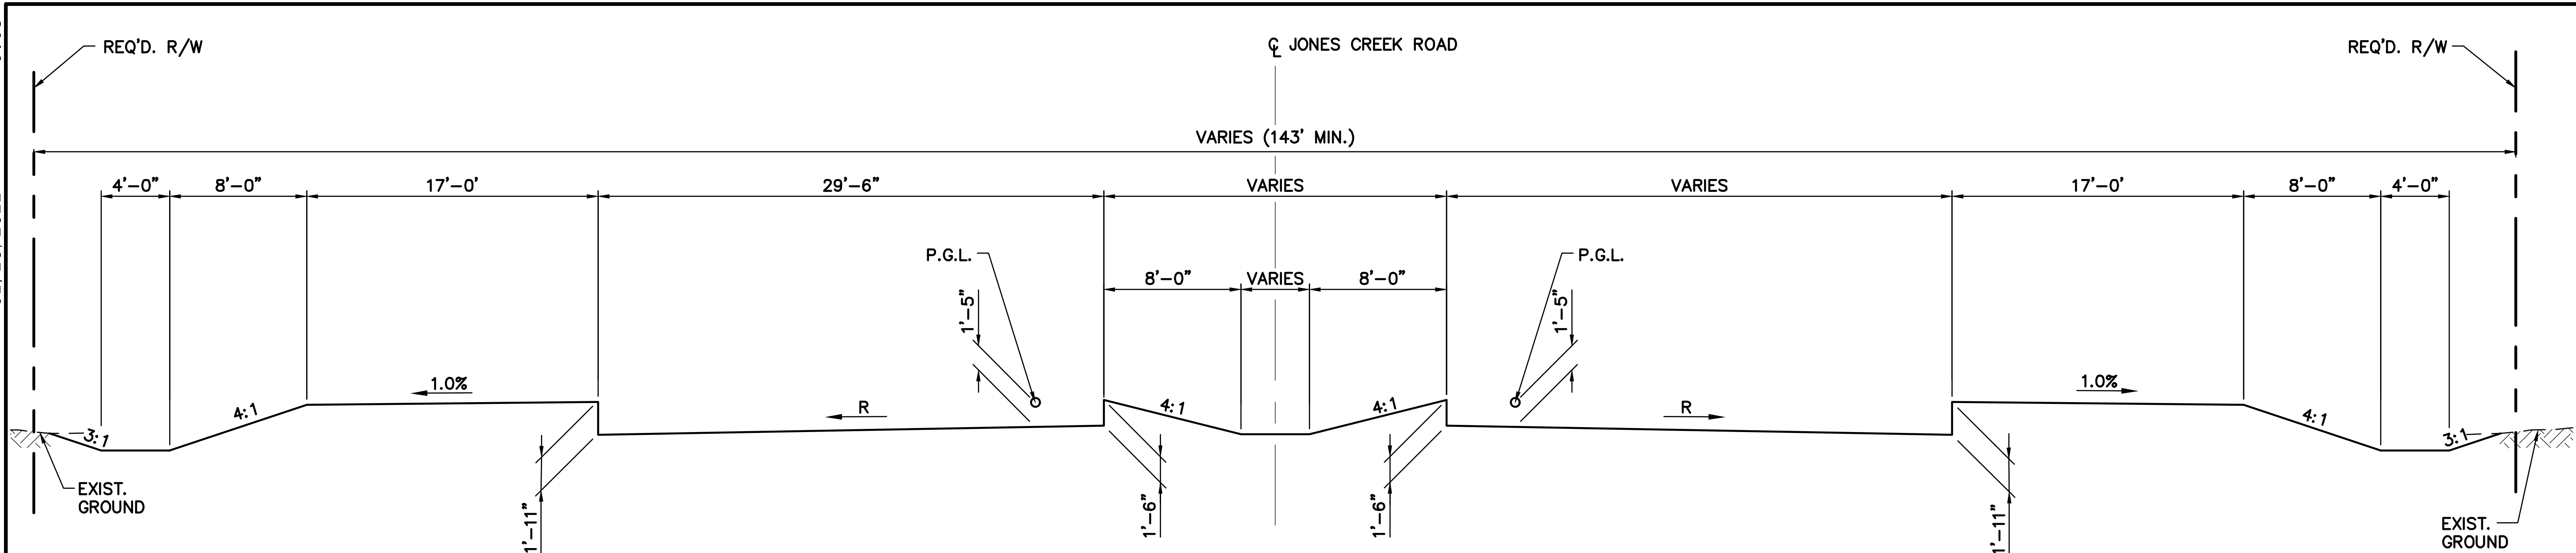 REQ'D. R/W
℄ JONES CREEK ROAD
REQ'D. R/W
VARIES (143' MIN.)
4'-0"
8'-0"
17'-0'
29'-6"
VARIES
VARIES
17'-0'
8'-0"
4'-0"
P.G.L.
P.G.L.
8'-0"
VARIES
8'-0"
1'-5"
1'-5"
1.0%
1.0%
R
R
3:1
4:1
4:1
4:1
4:1
3:1
EXIST.
GROUND
1'-11"
1'-6"
1'-6"
1'-11"
EXIST.
GROUND